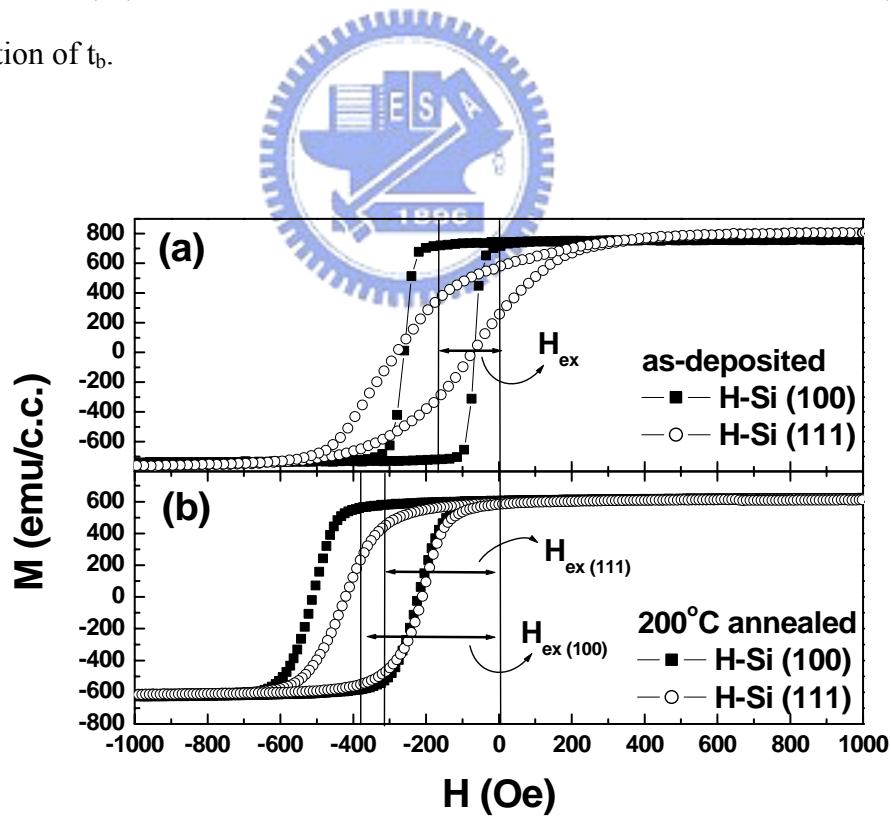 tion of t_b.
E S A
1896
(a)
800
600
400
200
0
-200
-400
-600
H_ex
as-deposited
H-Si (100)
H-Si (111)
(b)
600
400
200
0
-200
-400
-600
-800
H_ex (111)
H_ex (100)
200°C annealed
H-Si (100)
H-Si (111)
M (emu/c.c.)
-1000 -800 -600 -400 -200 0 200 400 600 800 1000
H (Oe)